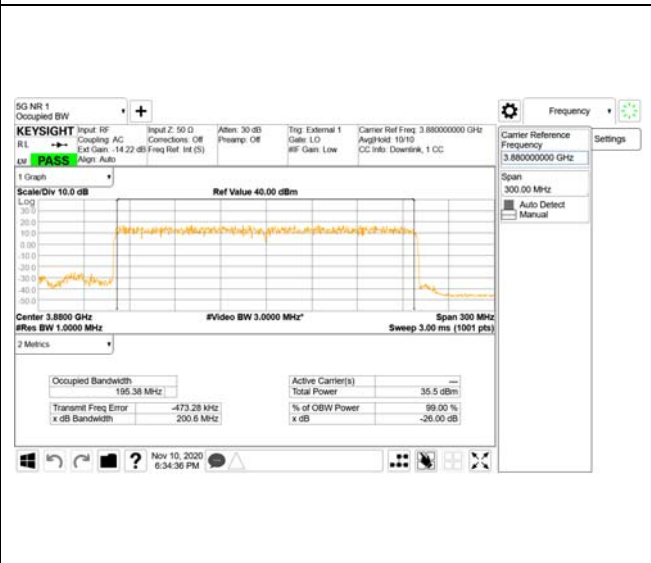 5G NR 1
Occupied BW
Frequency
KEYSIGHT
Input: RF
Input Z: 50 Ω
Atten: 30 dB
Trig: External 1
Carrier Ref Freq: 3.880000000 GHz
RL
Coupling: AC
Corrections: Off
Preamp: Off
Gate: LO
Avg|Hold: 10/10
Ext Gain: -14.22 dB
Freq Ref: Int (S)
#IF Gain: Low
CC Info: Downlink, 1 CC
PASS
Align: Auto
Carrier Reference
Frequency
3.880000000 GHz
Settings
Span
300.00 MHz
Auto Detect
Manual
1 Graph
Scale/Div 10.0 dB
Ref Value 40.00 dBm
Log
30.0
20.0
10.0
0.00
-10.0
-20.0
-30.0
-40.0
-50.0
Center 3.8800 GHz
#Video BW 3.0000 MHz*
Span 300 MHz
#Res BW 1.0000 MHz
Sweep 3.00 ms (1001 pts)
2 Metrics
Occupied Bandwidth
195.38 MHz
Active Carrier(s)
---
Total Power
35.5 dBm
Transmit Freq Error
-473.28 kHz
% of OBW Power
99.00 %
x dB Bandwidth
200.6 MHz
x dB
-26.00 dB
?
Nov 10, 2020
6:34:36 PM